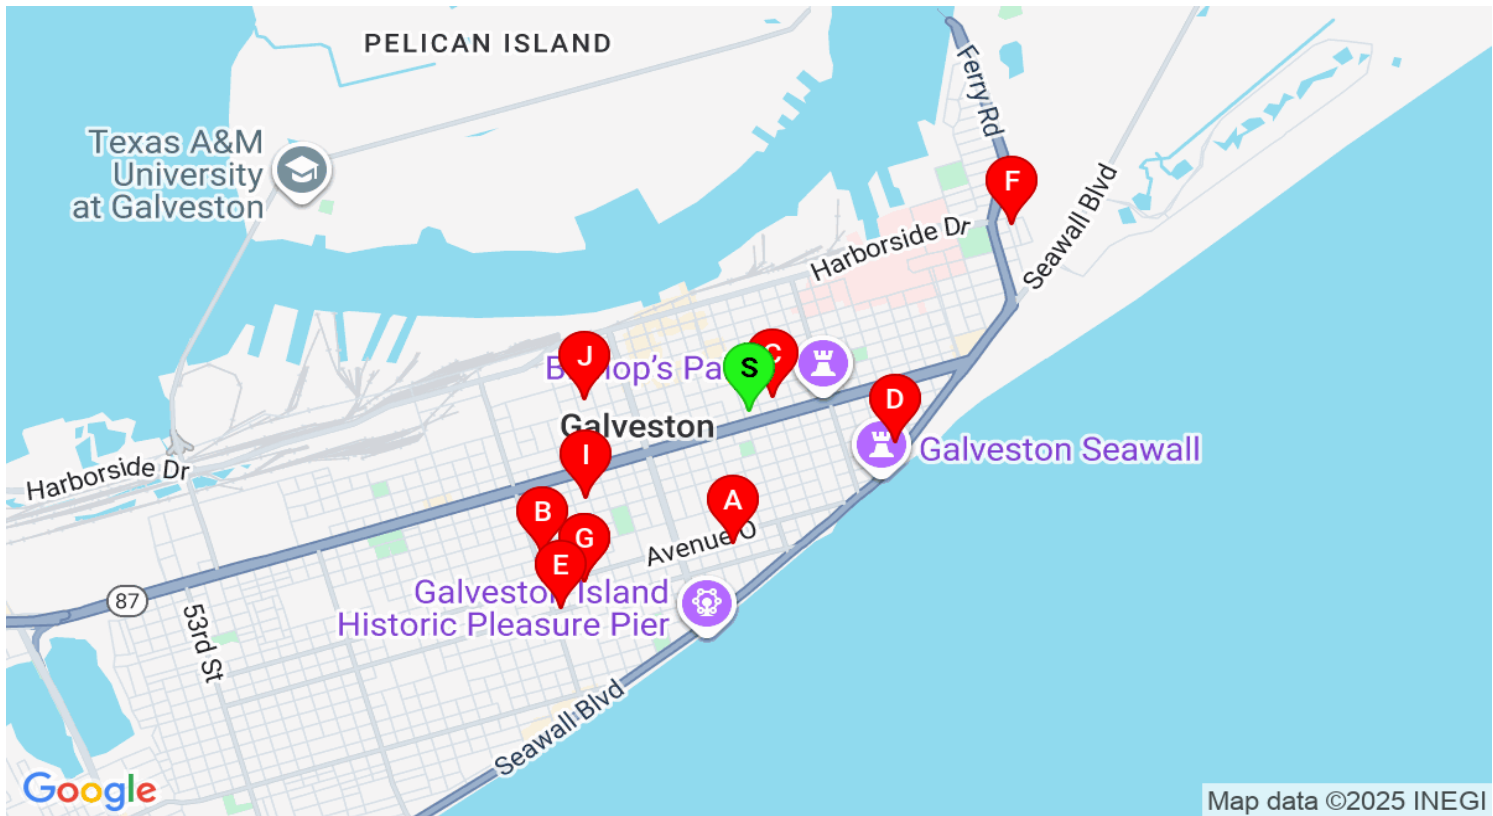 PELICAN ISLAND
Ferry Rd
Texas A&M
University
at Galveston
F
Seawall Blvd
Harborside Dr
J
C
S
Galveston
D
Galveston Seawall
I
Harborside Dr
A
B
G
Avenue O
E
Galveston Island
Historic Pleasure Pier
87
53rd St
Seawall Blvd
Google
Map data ©2025 INEGI